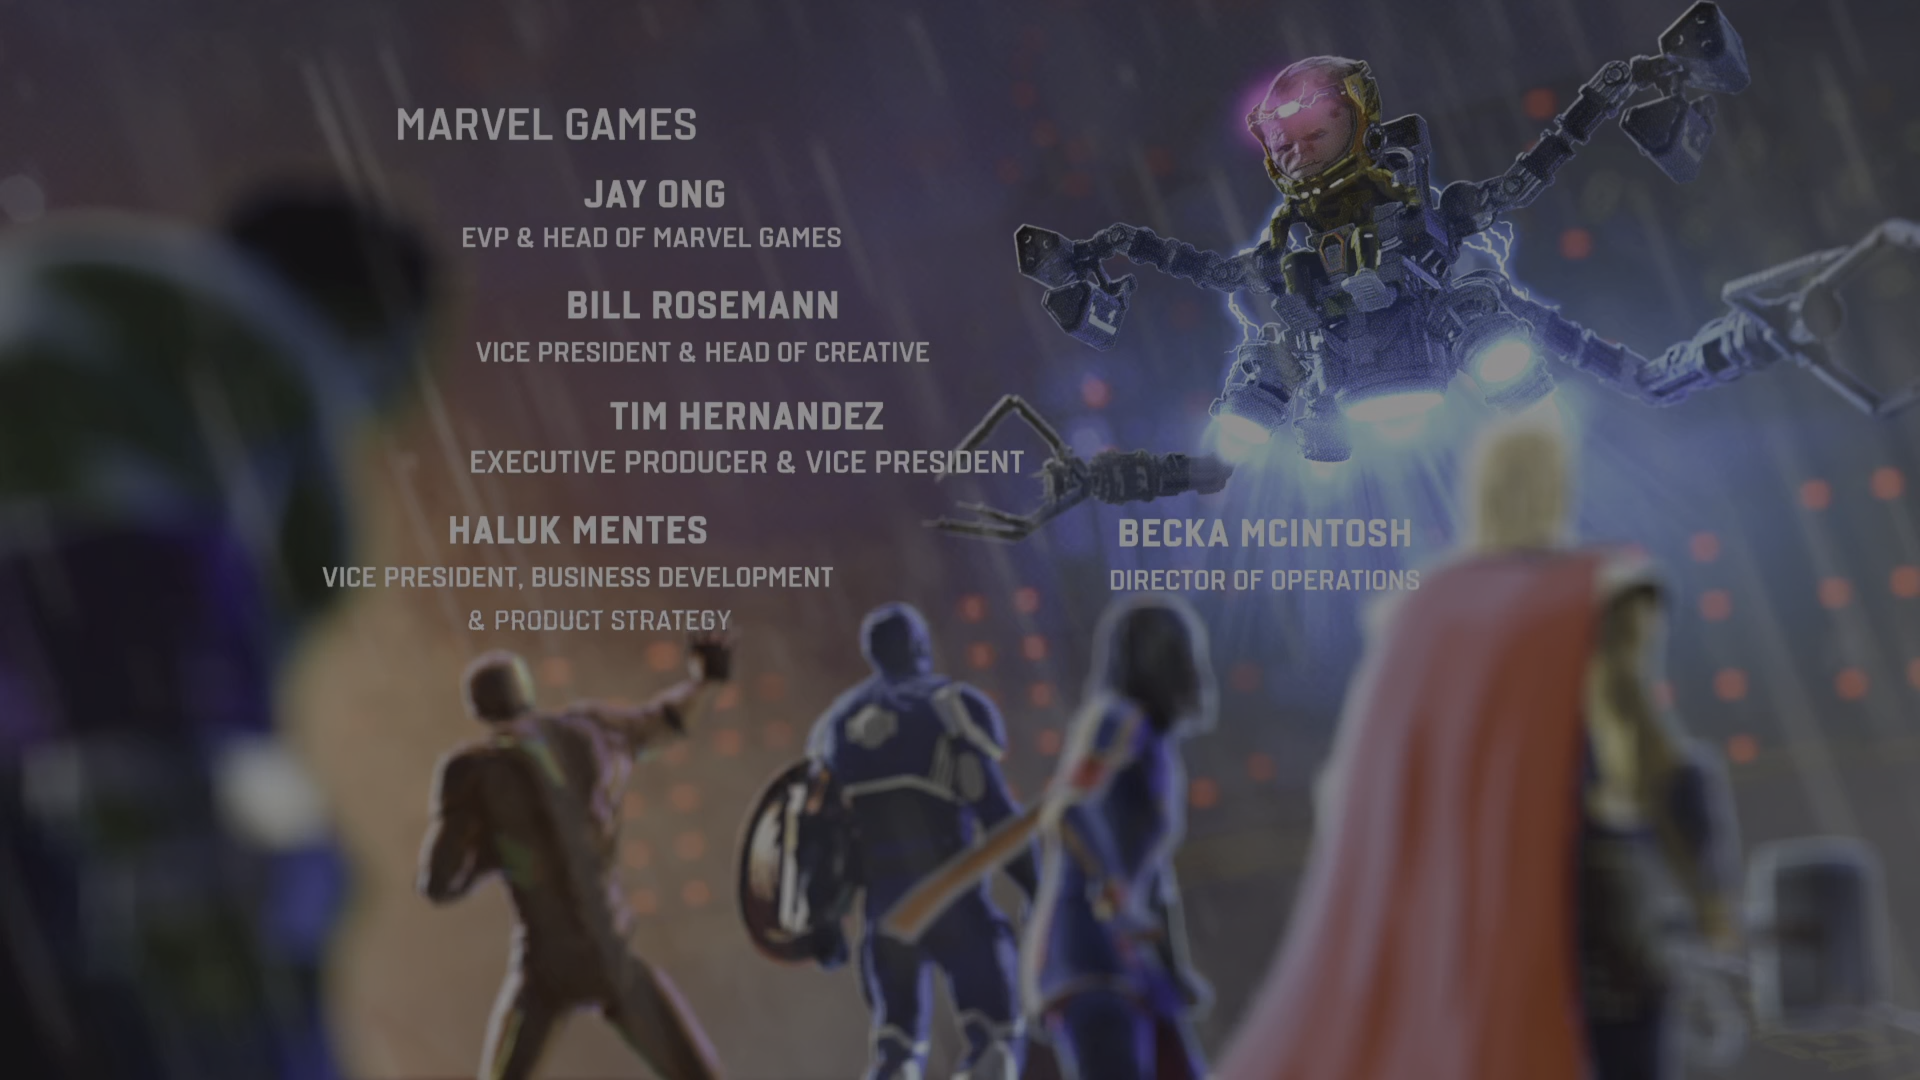 MARVEL GAMES
JAY ONG
EVP & HEAD OF MARVEL GAMES
BILL ROSEMANN
VICE PRESIDENT & HEAD OF CREATIVE
TIM HERNANDEZ
EXECUTIVE PRODUCER & VICE PRESIDENT
HALUK MENTES
VICE PRESIDENT, BUSINESS DEVELOPMENT
& PRODUCT STRATEGY
BECKA MCINTOSH
DIRECTOR OF OPERATIONS